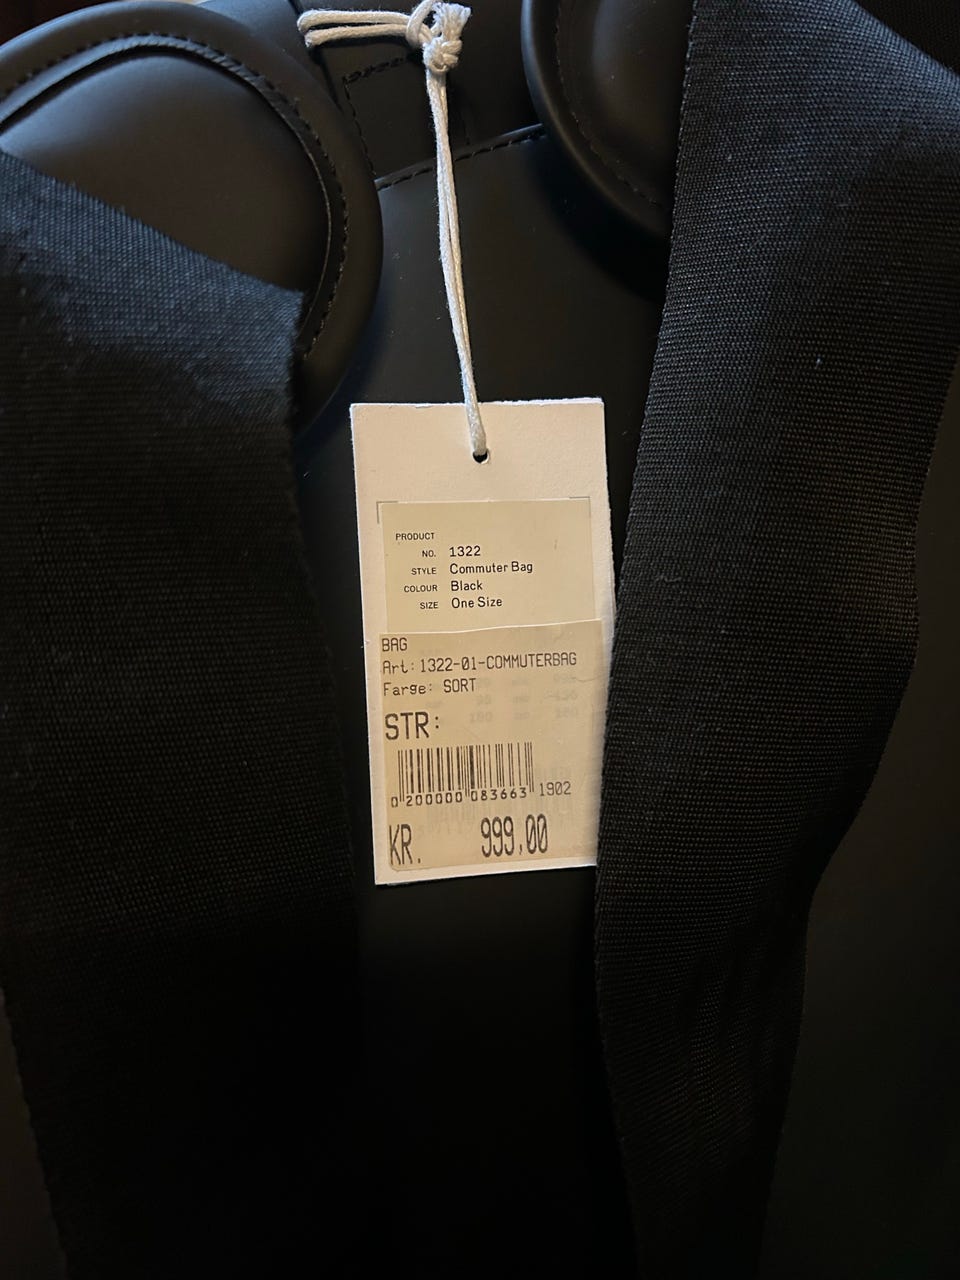 PRODUCT
NO. 1322
STYLE Commuter Bag
COLOUR Black
SIZE One Size
BAG
Art: 1322-01-COMMUTERBAG
Farge: SORT
STR:
0 200000 083663 1902
KR. 999,00